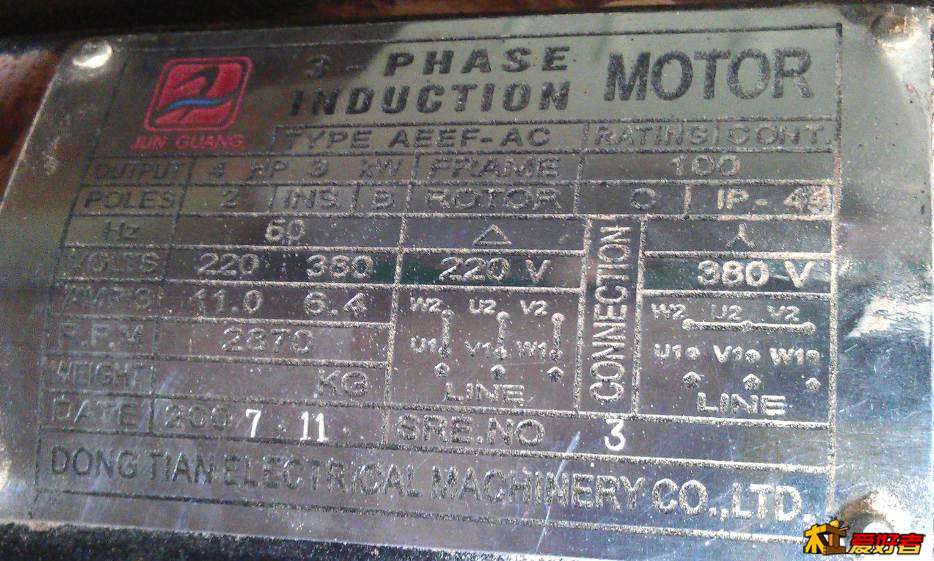 3 - PHASE
INDUCTION MOTOR
JUN GUANG
TYPE AEEF-AC RATING CONT.
OUTPUT 4 HP 3 KW FRAME 100
POLES 2 INS B ROTOR C IP-44
Hz 50 △ 人
VOLTS 220 380 220 V CONNECTION 380-V
AMPS 11.0 6.4 W2 U2 V2 W2 U2 V2
R.P.M 2870 U1 V1 W1 U1 V1 W1
WEIGHT KG LINE LINE
DATE 2007 11 SRE.NO 3
DONG TIAN ELECTRICAL MACHINERY CO.,LTD.
木工爱好者